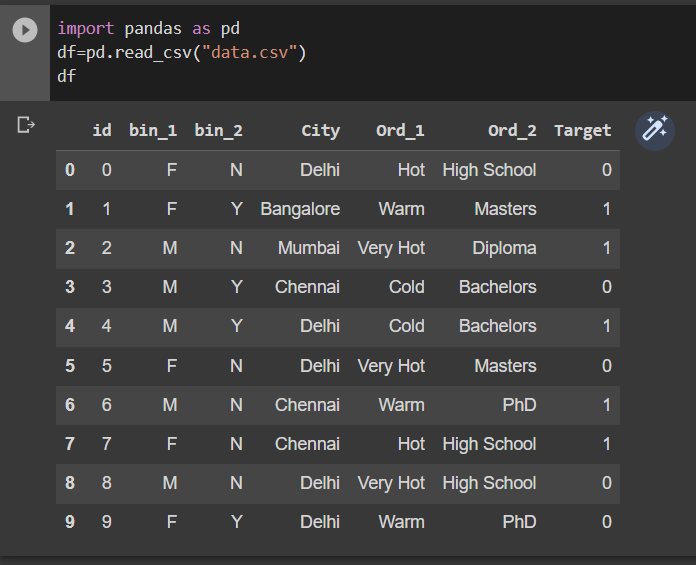 import pandas as pd
df=pd.read_csv("data.csv")
df
id bin_1 bin_2 City Ord_1 Ord_2 Target
0 0 F N Delhi Hot High School 0
1 1 F Y Bangalore Warm Masters 1
2 2 M N Mumbai Very Hot Diploma 1
3 3 M Y Chennai Cold Bachelors 0
4 4 M Y Delhi Cold Bachelors 1
5 5 F N Delhi Very Hot Masters 0
6 6 M N Chennai Warm PhD 1
7 7 F N Chennai Hot High School 1
8 8 M N Delhi Very Hot High School 0
9 9 F Y Delhi Warm PhD 0